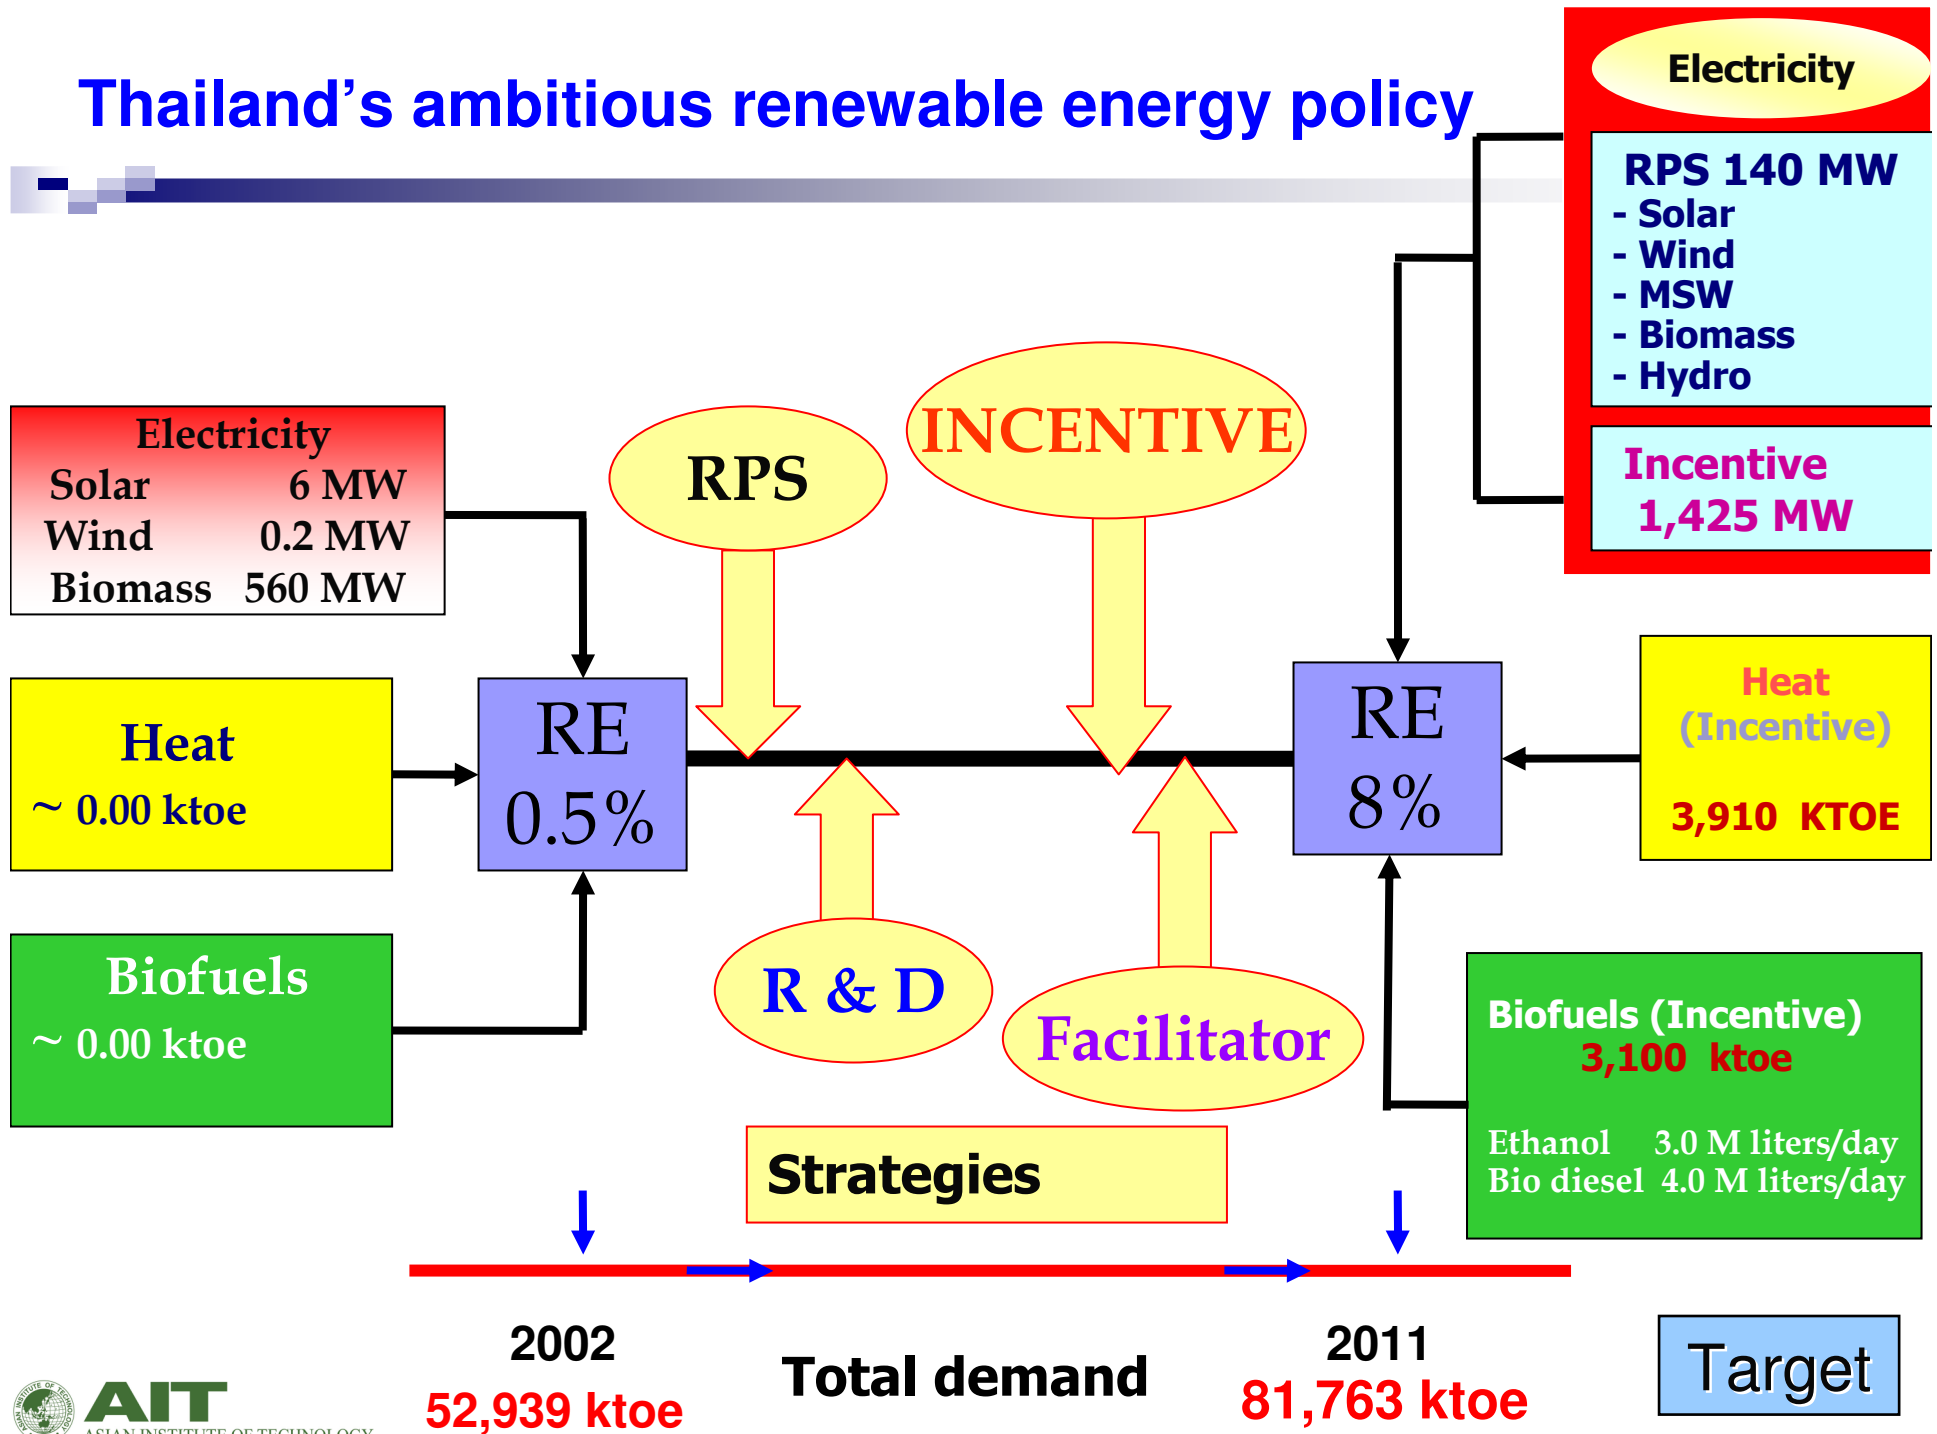 Thailand's ambitious renewable energy policy
Electricity
RPS 140 MW
- Solar
- Wind
- MSW
- Biomass
- Hydro
Incentive
1,425 MW
Electricity
Solar 6 MW
Wind 0.2 MW
Biomass 560 MW
RPS
INCENTIVE
Heat
~ 0.00 ktoe
RE
0.5%
RE
8%
Heat
(Incentive)
3,910 KTOE
Biofuels
~ 0.00 ktoe
R & D
Facilitator
Biofuels (Incentive)
3,100 ktoe
Ethanol 3.0 M liters/day
Bio diesel 4.0 M liters/day
Strategies
2002
52,939 ktoe
Total demand
2011
81,763 ktoe
Target
AIT
ASIAN INSTITUTE OF TECHNOLOGY